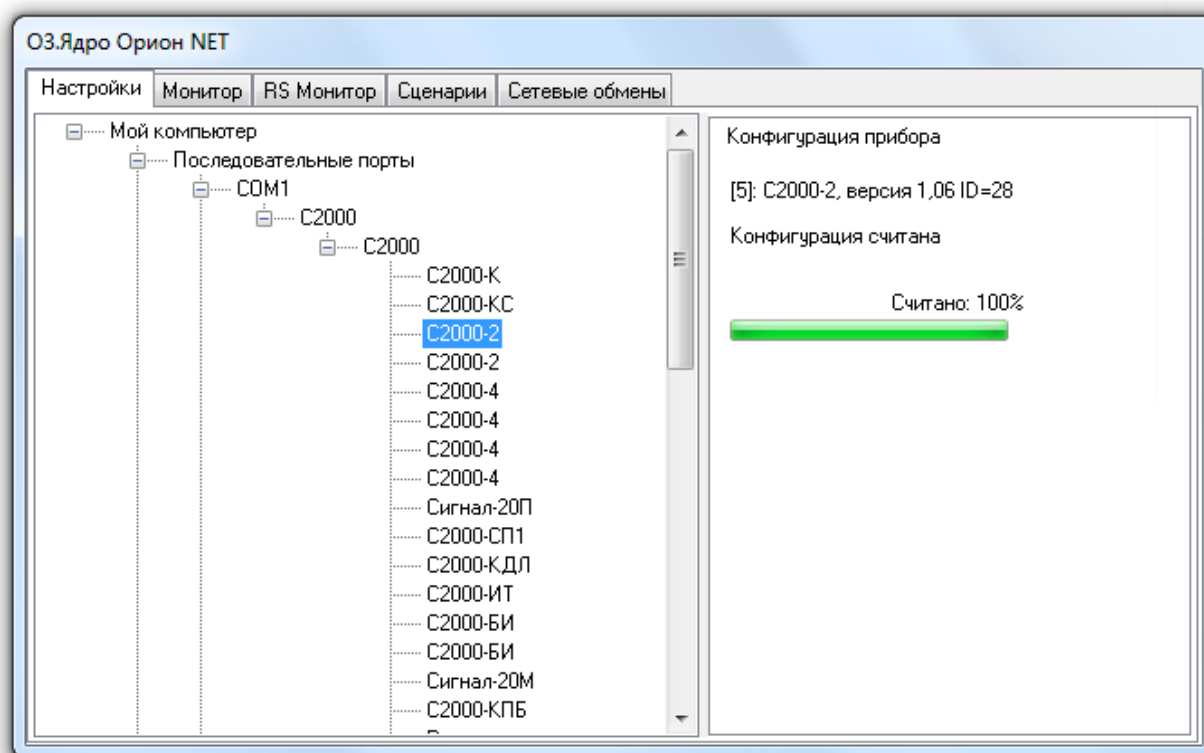 О3.Ядро Орион NET
Настройки Монитор RS Монитор Сценарии Сетевые обмены
Мой компьютер
Последовательные порты
COM1
С2000
С2000
С2000-К
С2000-КС
С2000-2
С2000-2
С2000-4
С2000-4
С2000-4
С2000-4
Сигнал-20П
С2000-СП1
С2000-КДЛ
С2000-ИТ
С2000-БИ
С2000-БИ
Сигнал-20М
С2000-КПБ
Конфигурация прибора
[5]: С2000-2, версия 1,06 ID=28
Конфигурация считана
Считано: 100%